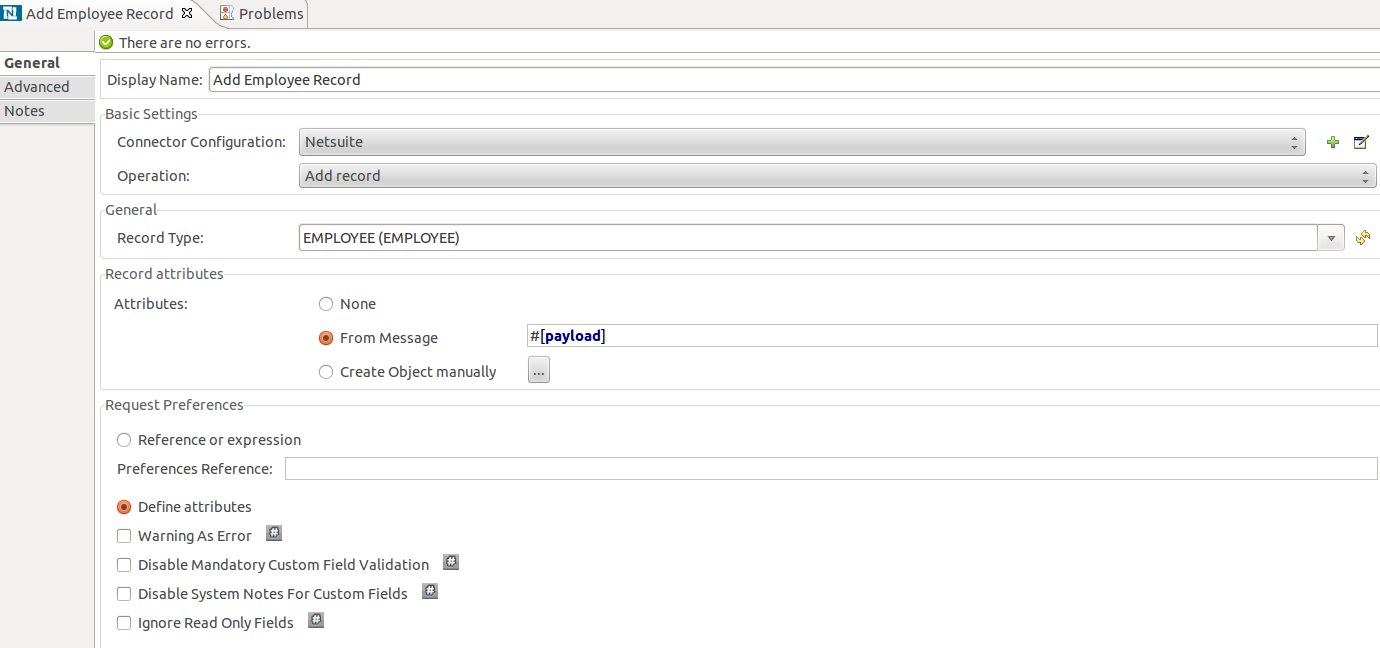 N Add Employee Record Problems
There are no errors.
General
Advanced
Notes
Display Name: Add Employee Record
Basic Settings
Connector Configuration: Netsuite
Operation: Add record
General
Record Type: EMPLOYEE (EMPLOYEE)
Record attributes
Attributes: None
From Message #[payload]
Create Object manually ...
Request Preferences
Reference or expression
Preferences Reference:
Define attributes
Warning As Error #
Disable Mandatory Custom Field Validation #
Disable System Notes For Custom Fields #
Ignore Read Only Fields #